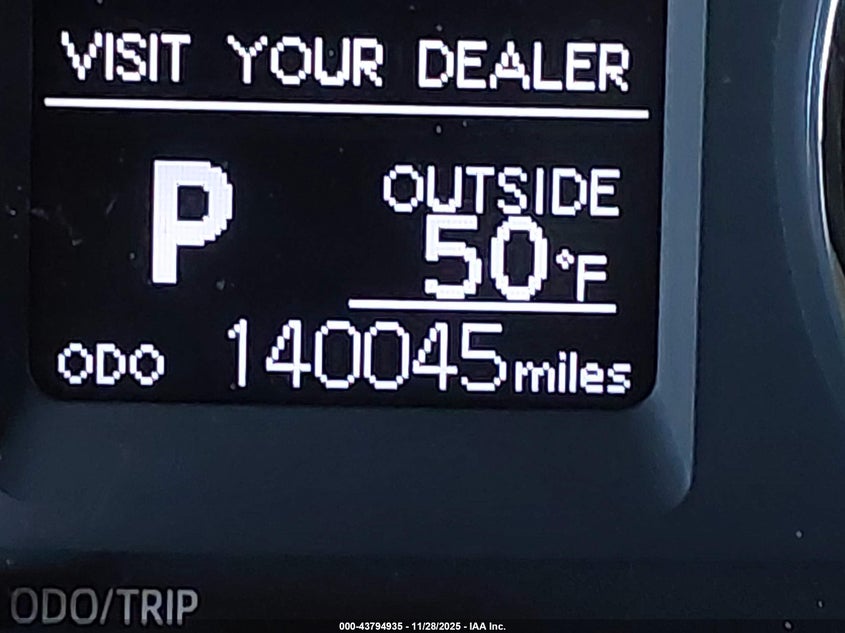 VISIT YOUR DEALER
P
OUTSIDE
50°F
ODO 140045 miles
ODO/TRIP
000-43794935 - 11/28/2025 - IAA Inc.